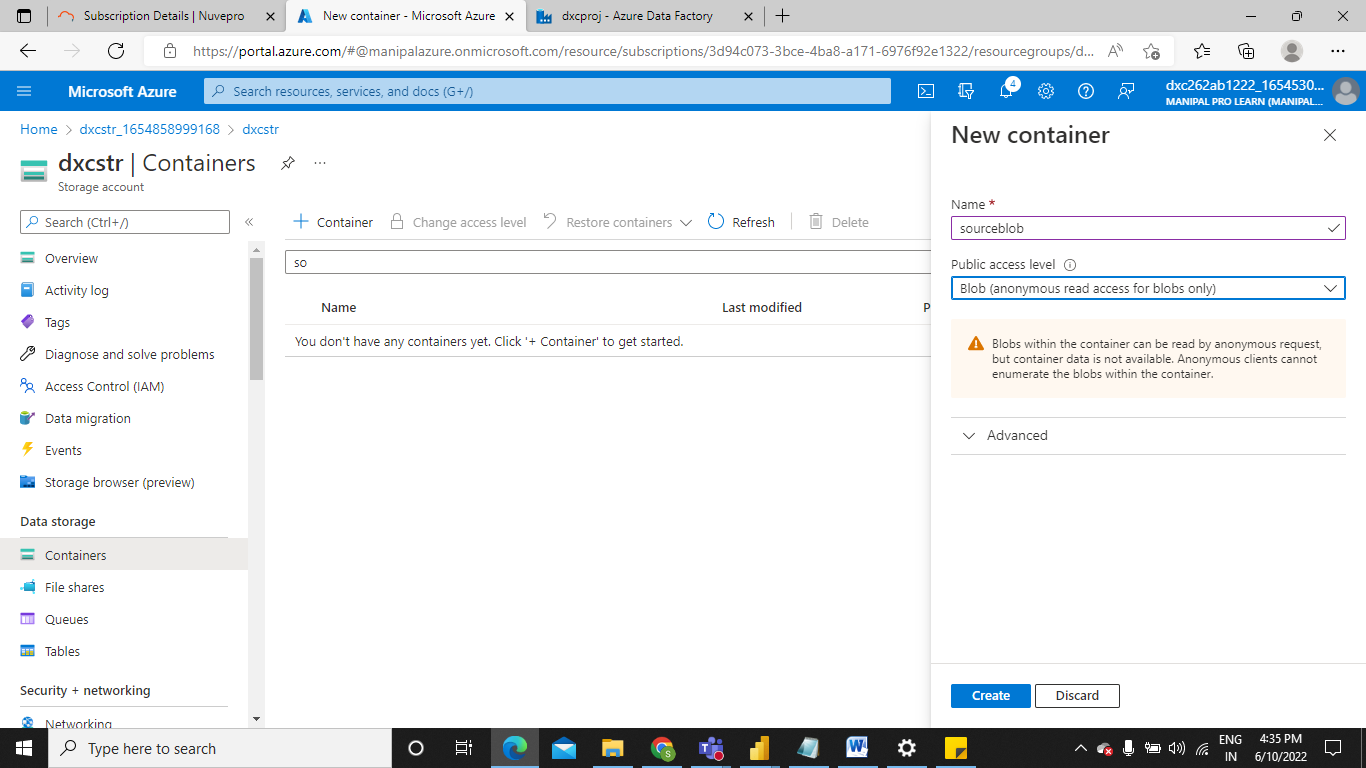 Subscription Details | Nuvepro
New container - Microsoft Azure
dxcproj - Azure Data Factory
https://portal.azure.com/#@manipalazure.onmicrosoft.com/resource/subscriptions/3d94c073-3bce-4ba8-a171-6976f92e1322/resourcegroups/d...
Microsoft Azure
Search resources, services, and docs (G+/)
4
dxc262ab1222_1654530...
MANIPAL PRO LEARN (MANIPAL...
Home > dxcstr_1654858999168 > dxcstr
dxcstr | Containers
Storage account
Search (Ctrl+/)
Overview
Activity log
Tags
Diagnose and solve problems
Access Control (IAM)
Data migration
Events
Storage browser (preview)
Data storage
Containers
File shares
Queues
Tables
Security + networking
Networking
+ Container
Change access level
Restore containers
Refresh
Delete
so
Name
Last modified
P
You don't have any containers yet. Click '+ Container' to get started.
New container
Name *
sourceblob
Public access level
Blob (anonymous read access for blobs only)
Blobs within the container can be read by anonymous request,
but container data is not available. Anonymous clients cannot
enumerate the blobs within the container.
Advanced
Create
Discard
Type here to search
ENG
IN
4:35 PM
6/10/2022